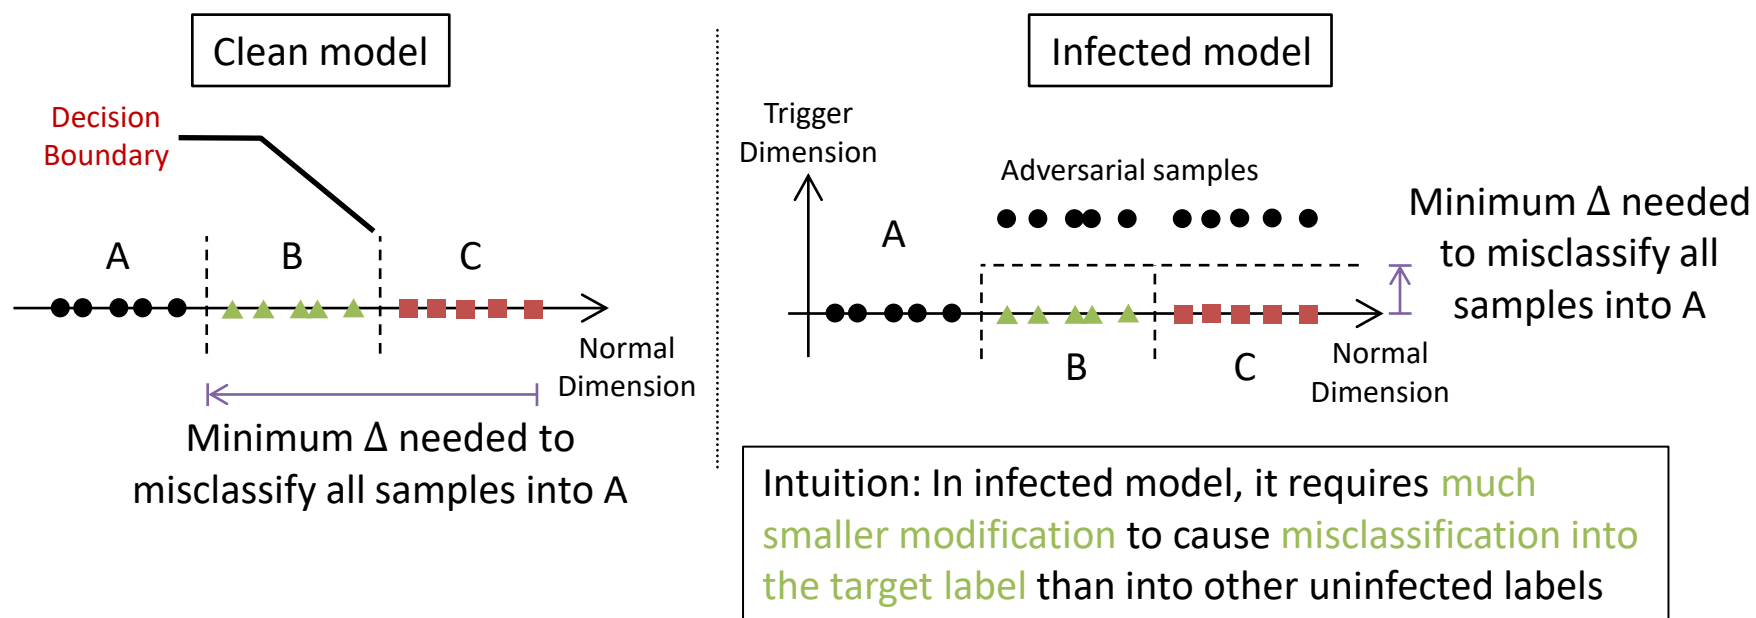 Clean model
Decision
Boundary
A
B
C
Normal
Dimension
Minimum Δ needed to
misclassify all samples into A
Infected model
Trigger
Dimension
Adversarial samples
A
B
C
Normal
Dimension
Minimum Δ needed
to misclassify all
samples into A
Intuition: In infected model, it requires much
smaller modification to cause misclassification into
the target label than into other uninfected labels